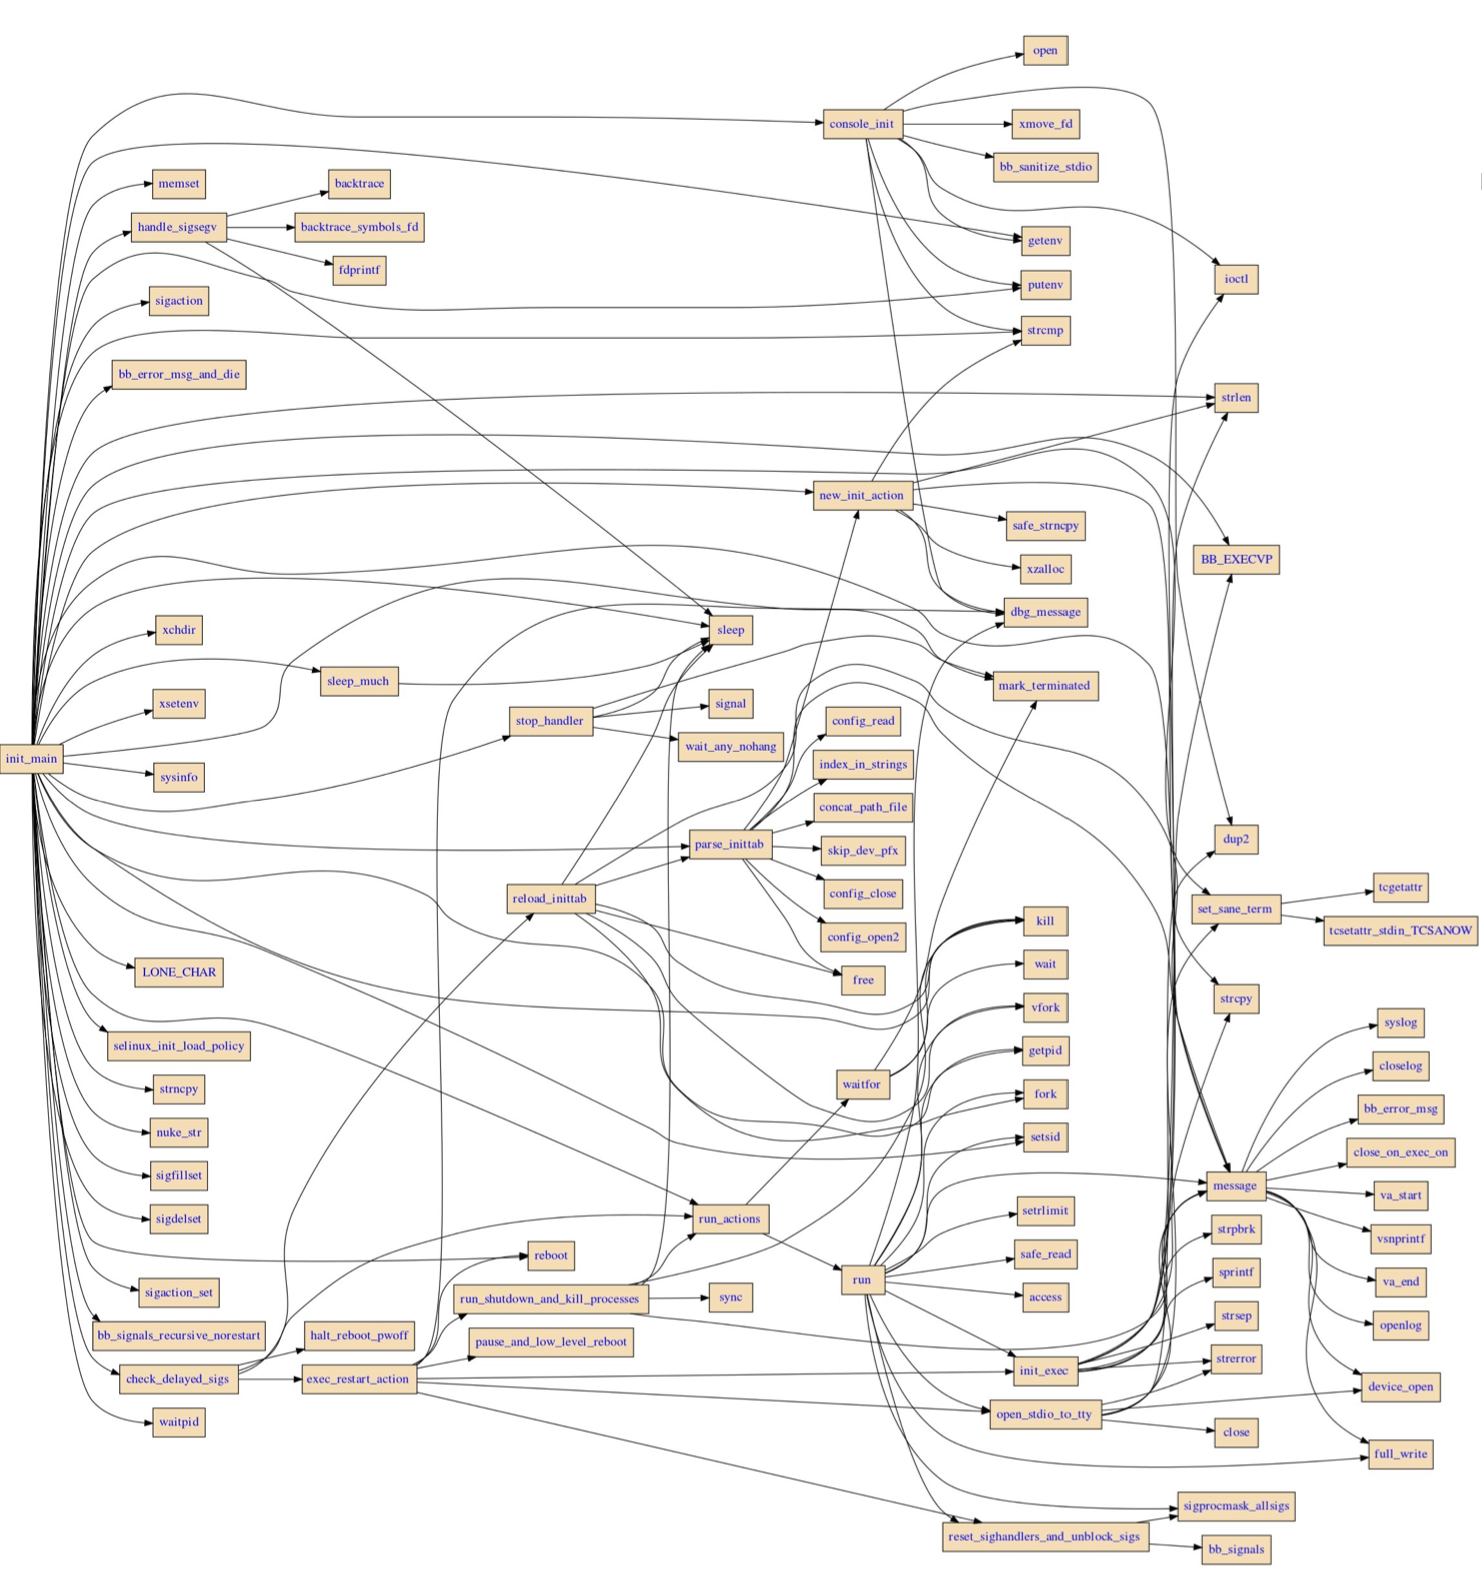 open
console_init
xmove_fd
bb_sanitize_stdio
memset
backtrace
handle_sigsegv
backtrace_symbols_fd
getenv
fdprintf
ioctl
putenv
sigaction
strcmp
bb_error_msg_and_die
strlen
new_init_action
safe_strncpy
BB_EXECVP
xzalloc
dbg_message
xchdir
sleep
sleep_much
mark_terminated
xsetenv
signal
stop_handler
config_read
wait_any_nohang
init_main
index_in_strings
sysinfo
concat_path_file
dup2
parse_inittab
skip_dev_pfx
tcgetattr
config_close
reload_inittab
set_sane_term
kill
tcsetattr_stdin_TCSANOW
config_open2
wait
LONE_CHAR
free
strcpy
vfork
syslog
selinux_init_load_policy
getpid
closelog
waitfor
strncpy
fork
bb_error_msg
nuke_str
setsid
close_on_exec_on
sigfillset
message
va_start
setrlimit
sigdelset
run_actions
strpbrk
vsnprintf
reboot
safe_read
sprintf
run
va_end
sigaction_set
run_shutdown_and_kill_processes
sync
access
strsep
openlog
bb_signals_recursive_norestart
halt_reboot_pwoff
pause_and_low_level_reboot
strerror
init_exec
check_delayed_sigs
exec_restart_action
device_open
open_stdio_to_tty
waitpid
close
full_write
sigprocmask_allsigs
reset_sighandlers_and_unblock_sigs
bb_signals